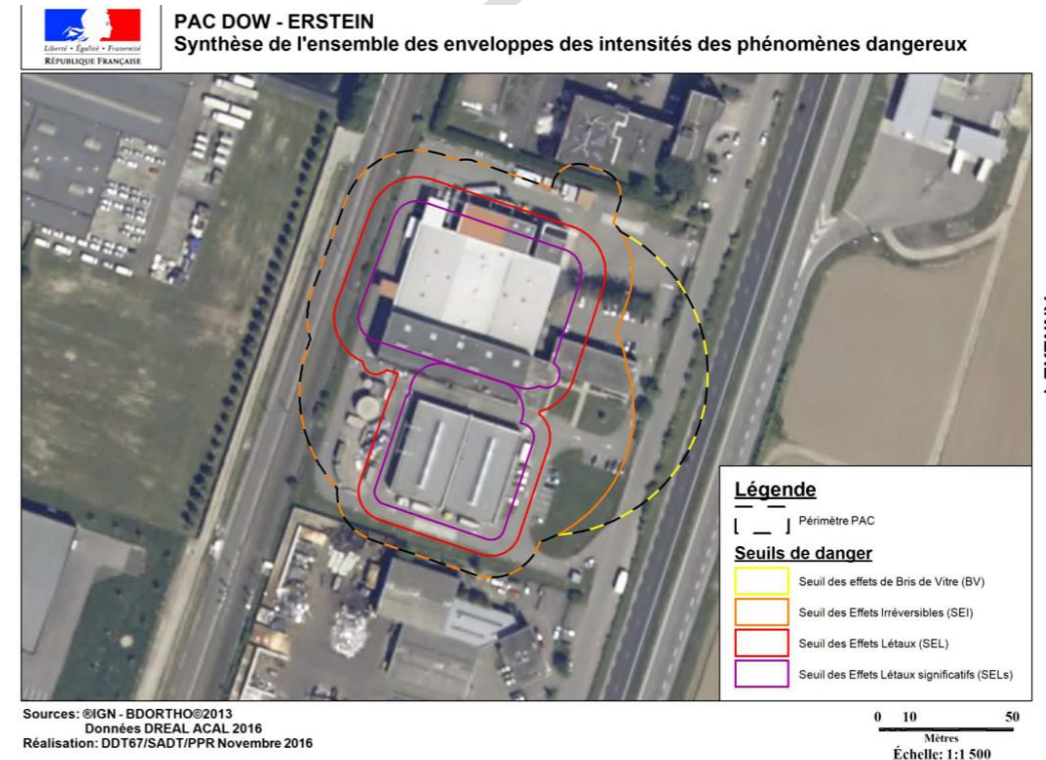 Liberté • Égalité • Fraternité
RÉPUBLIQUE FRANÇAISE
PAC DOW - ERSTEIN
Synthèse de l'ensemble des enveloppes des intensités des phénomènes dangereux
Légende
Périmètre PAC
Seuils de danger
Seuil des effets de Bris de Vitre (BV)
Seuil des Effets Irréversibles (SEI)
Seuil des Effets Létaux (SEL)
Seuil des Effets Létaux significatifs (SELs)
Sources: ®IGN - BDORTHO©2013
Données DREAL ACAL 2016
Réalisation: DDT67/SADT/PPR Novembre 2016
0 10 50
Mètres
Échelle: 1:1 500